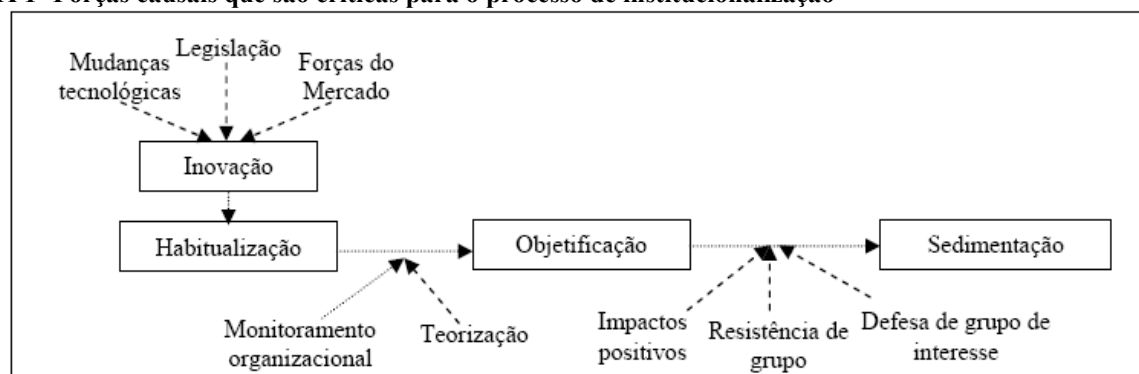 A 1- Forças causais que são críticas para o processo de institucionalização
Legislação
Mudanças
tecnológicas
Forças do
Mercado
Inovação
Habitualização
Objetificação
Sedimentação
Monitoramento
organizacional
Teorização
Impactos
positivos
Resistência de
grupo
Defesa de grupo de
interesse